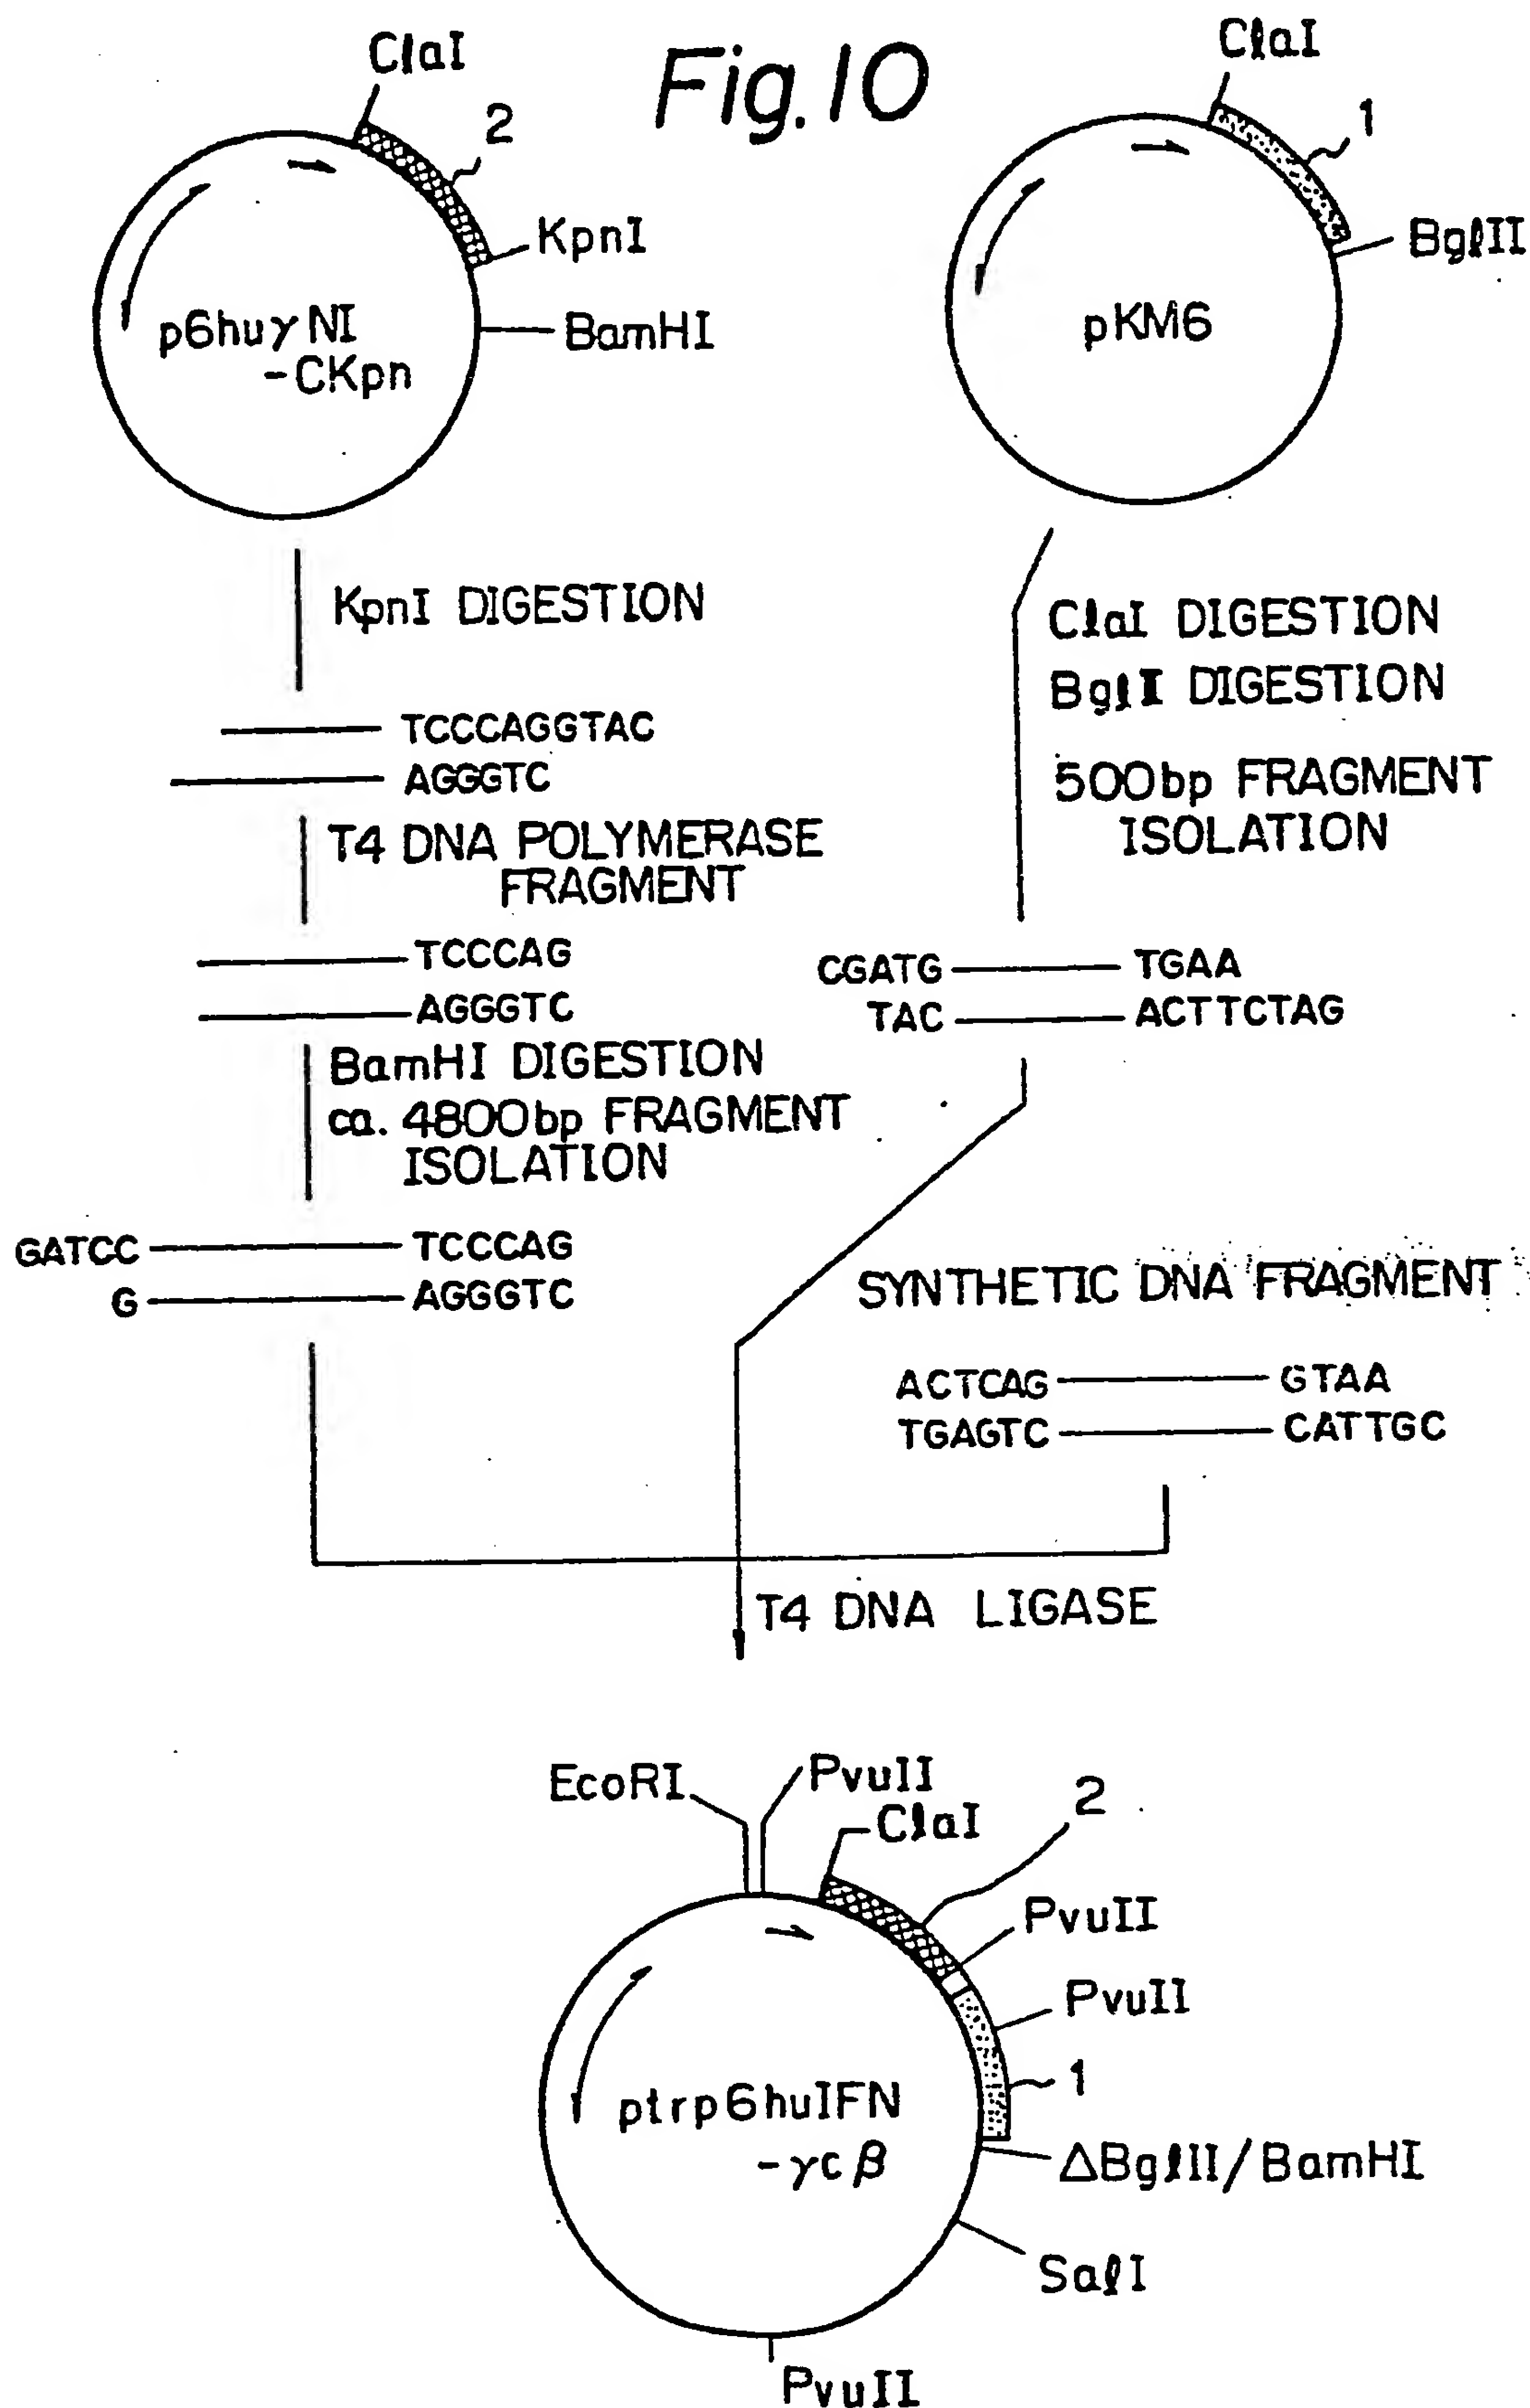 Fig. 10
ClaI
2
KpnI
BamHI
p6huγNI
-CKpn
ClaI
1
BglII
pKM6
KpnI DIGESTION
TCCCAGGTAC
AGGGTC
T4 DNA POLYMERASE
FRAGMENT
TCCCAG
AGGGTC
BamHI DIGESTION
ca. 4800bp FRAGMENT
ISOLATION
GATCC TCCCAG
G AGGGTC
ClaI DIGESTION
BglI DIGESTION
500bp FRAGMENT
ISOLATION
CGATG TGAA
TAC ACTTCTAG
SYNTHETIC DNA FRAGMENT
ACTCAG GTAA
TGAGTC CATTGC
T4 DNA LIGASE
EcoRI
PvuII
ClaI
2
PvuII
PvuII
1
ptrp6huIFN
-γcβ
ΔBglII/BamHI
SalI
PvuII